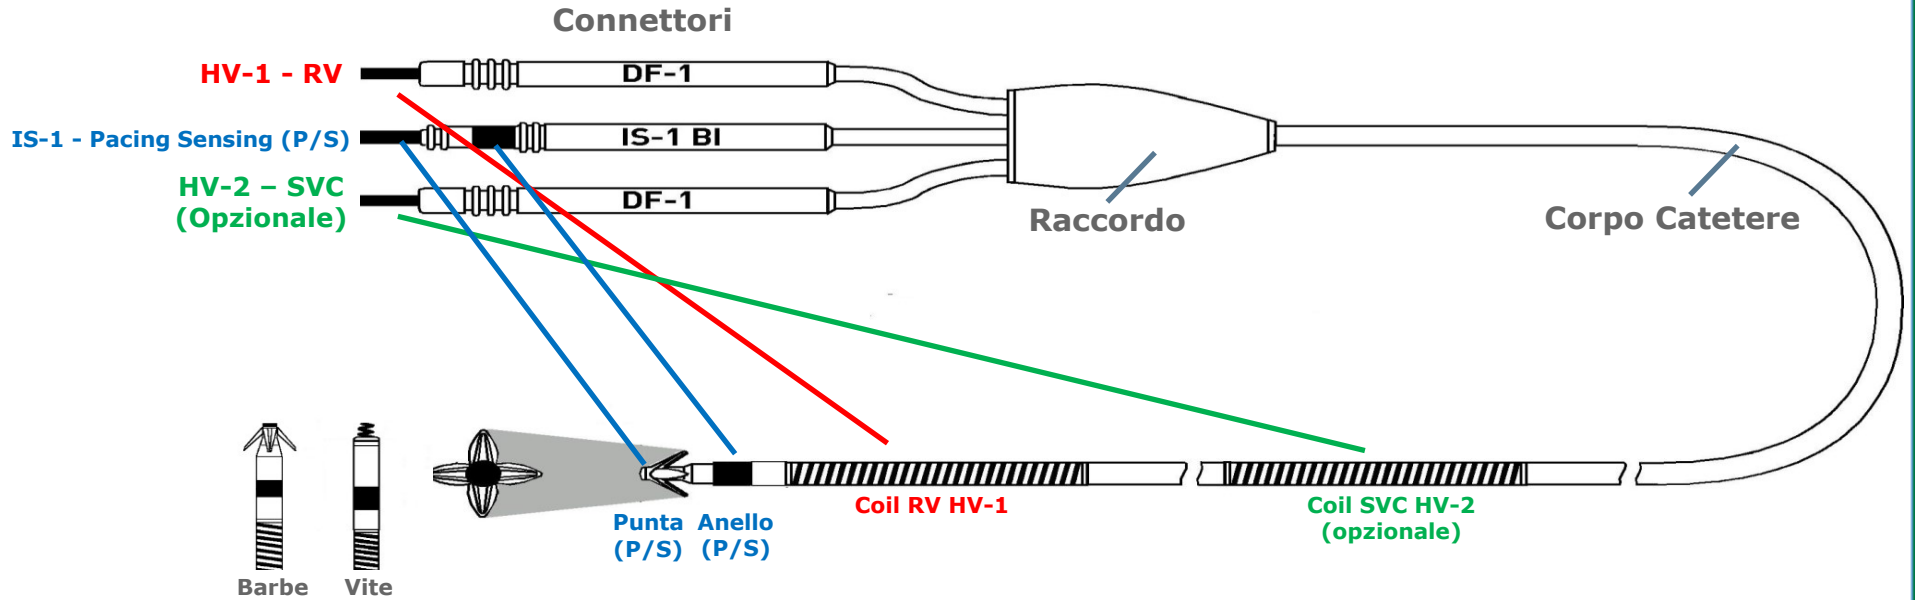 Connettori
HV-1 - RV
DF-1
IS-1 - Pacing Sensing (P/S)
IS-1 BI
HV-2 – SVC
(Opzionale)
DF-1
Raccordo
Corpo Catetere
Coil RV HV-1
Coil SVC HV-2
(opzionale)
Punta
(P/S)
Anello
(P/S)
Barbe
Vite